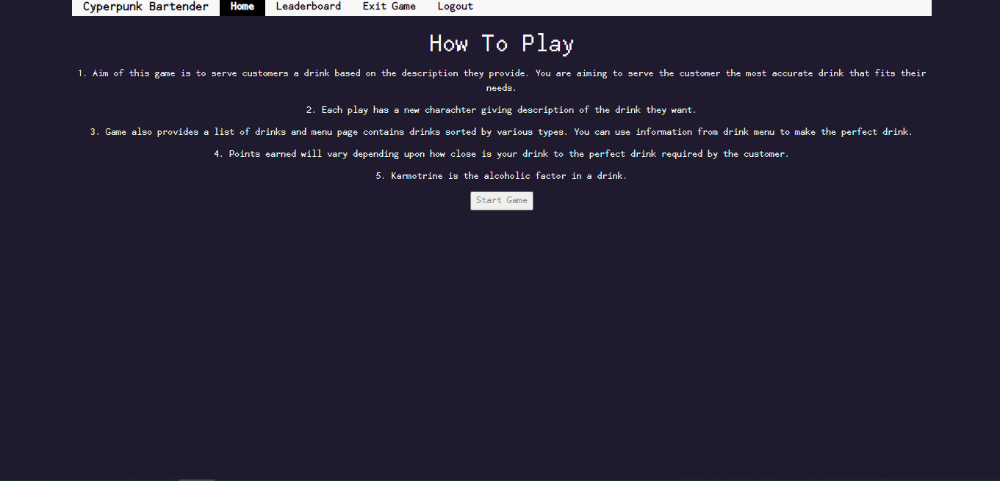 Cyperpunk Bartender Home Leaderboard Exit Game Logout
How To Play
1. Aim of this game is to serve customers a drink based on the description they provide. You are aiming to serve the customer the most accurate drink that fits their
needs.
2. Each play has a new charachter giving description of the drink they want.
3. Game also provides a list of drinks and menu page contains drinks sorted by various types. You can use information from drink menu to make the perfect drink.
4. Points earned will vary depending upon how close is your drink to the perfect drink required by the customer.
5. Karmotrine is the alcoholic factor in a drink.
Start Game